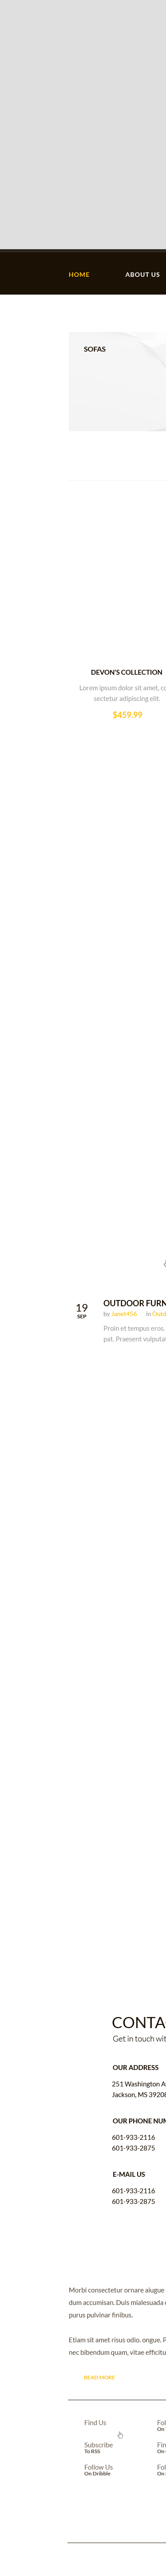 HOME ABOUT US
SOFAS
DEVON'S COLLECTION
Lorem ipsum dolor sit amet, co
sectetur adipiscing elit.
$459.99
19
SEP
OUTDOOR FURN
by Janet456 in Outd
Proin et tempus eros.
pat. Praesent vulputa
CONTA
Get in touch wit
OUR ADDRESS
251 Washington A
Jackson, MS 3920
OUR PHONE NUM
601-933-2116
601-933-2875
E-MAIL US
601-933-2116
601-933-2875
Morbi consectetur ornare aiugue
dum accumisan. Duis mialesuada
purus pulvinar finibus.
Etiam sit amet risus odio. ongue. P
nec bibendum quam, vitae efficitu
READ MORE
Find Us Fol
On
Subscribe Fin
To RSS On
Follow Us Fol
On Dribble On